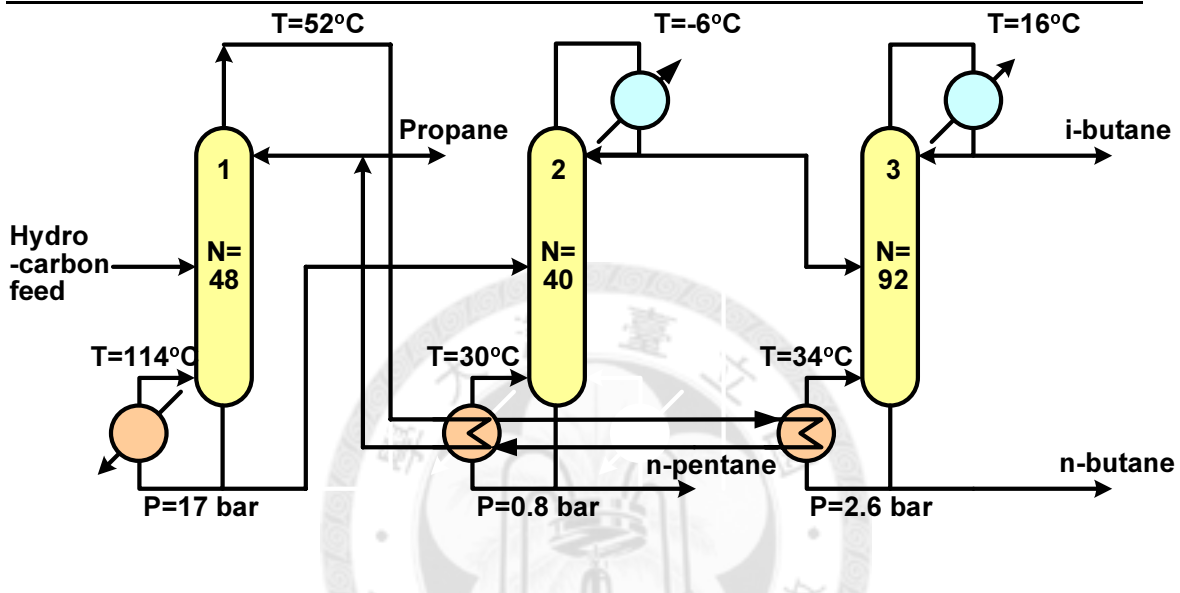 T=52°C
T=-6°C
T=16°C
Propane
i-butane
1
2
3
Hydro
-carbon
feed
N=
48
N=
40
N=
92
T=114°C
T=30°C
T=34°C
n-pentane
n-butane
P=17 bar
P=0.8 bar
P=2.6 bar
臺